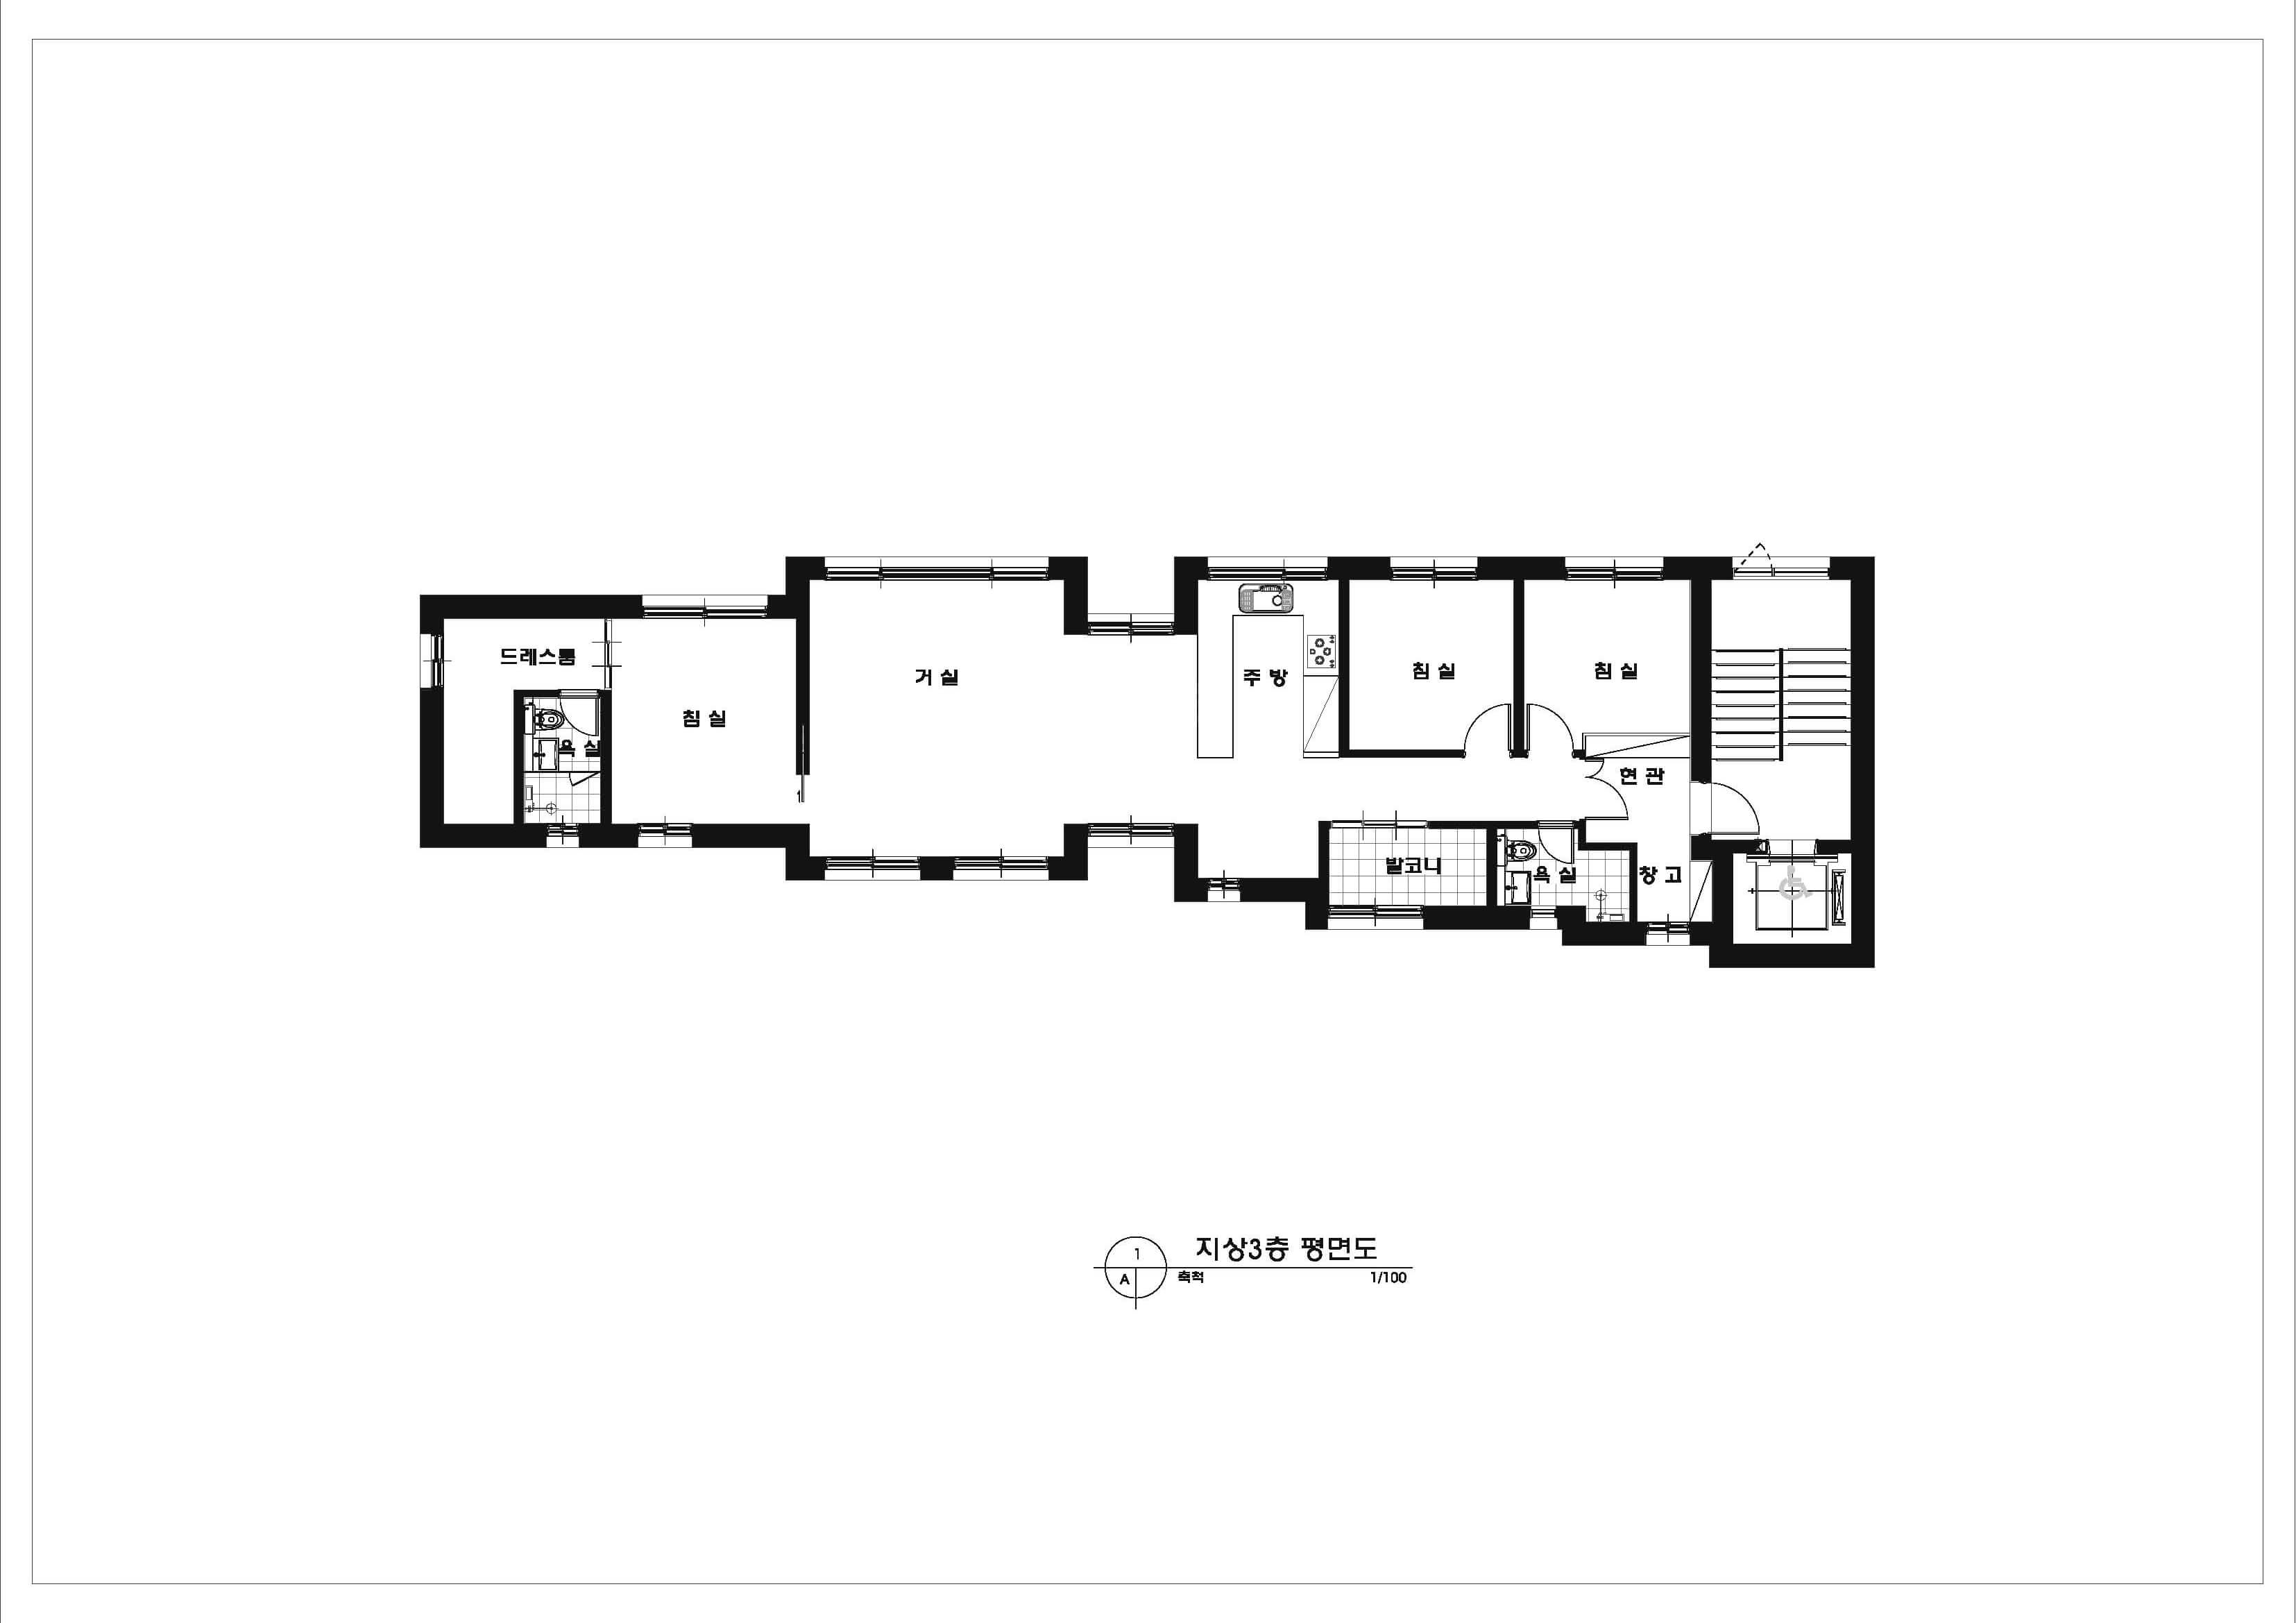 드레스룸
거 실
주 방
침 실
침 실
침 실
욕 실
현 관
발코니
욕 실
창 고
1
지상3층 평면도
A
축척
1/100